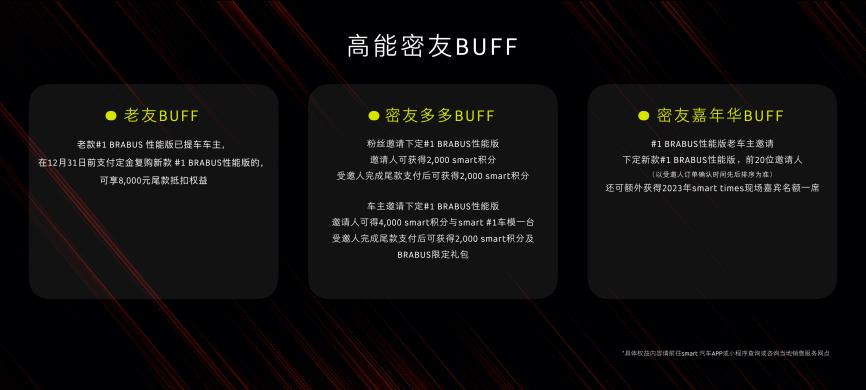 高能密友BUFF
老友BUFF
老款#1 BRABUS 性能版已提车车主，
在12月31日前支付定金复购新款 #1 BRABUS性能版的，
可享8,000元尾款抵扣权益
密友多多BUFF
粉丝邀请下定#1 BRABUS性能版
邀请人可获得2,000 smart积分
受邀人完成尾款支付后可获得2,000 smart积分
车主邀请下定#1 BRABUS性能版
邀请人可得4,000 smart积分与smart #1车模一台
受邀人完成尾款支付后可获得2,000 smart积分及
BRABUS限定礼包
密友嘉年华BUFF
#1 BRABUS性能版老车主邀请
下定新款#1 BRABUS性能版，前20位邀请人
（以受邀人订单确认时间先后排序为准）
还可额外获得2023年smart times现场嘉宾名额一席
*具体权益内容请前往smart 汽车APP或小程序查询或咨询当地销售服务网点